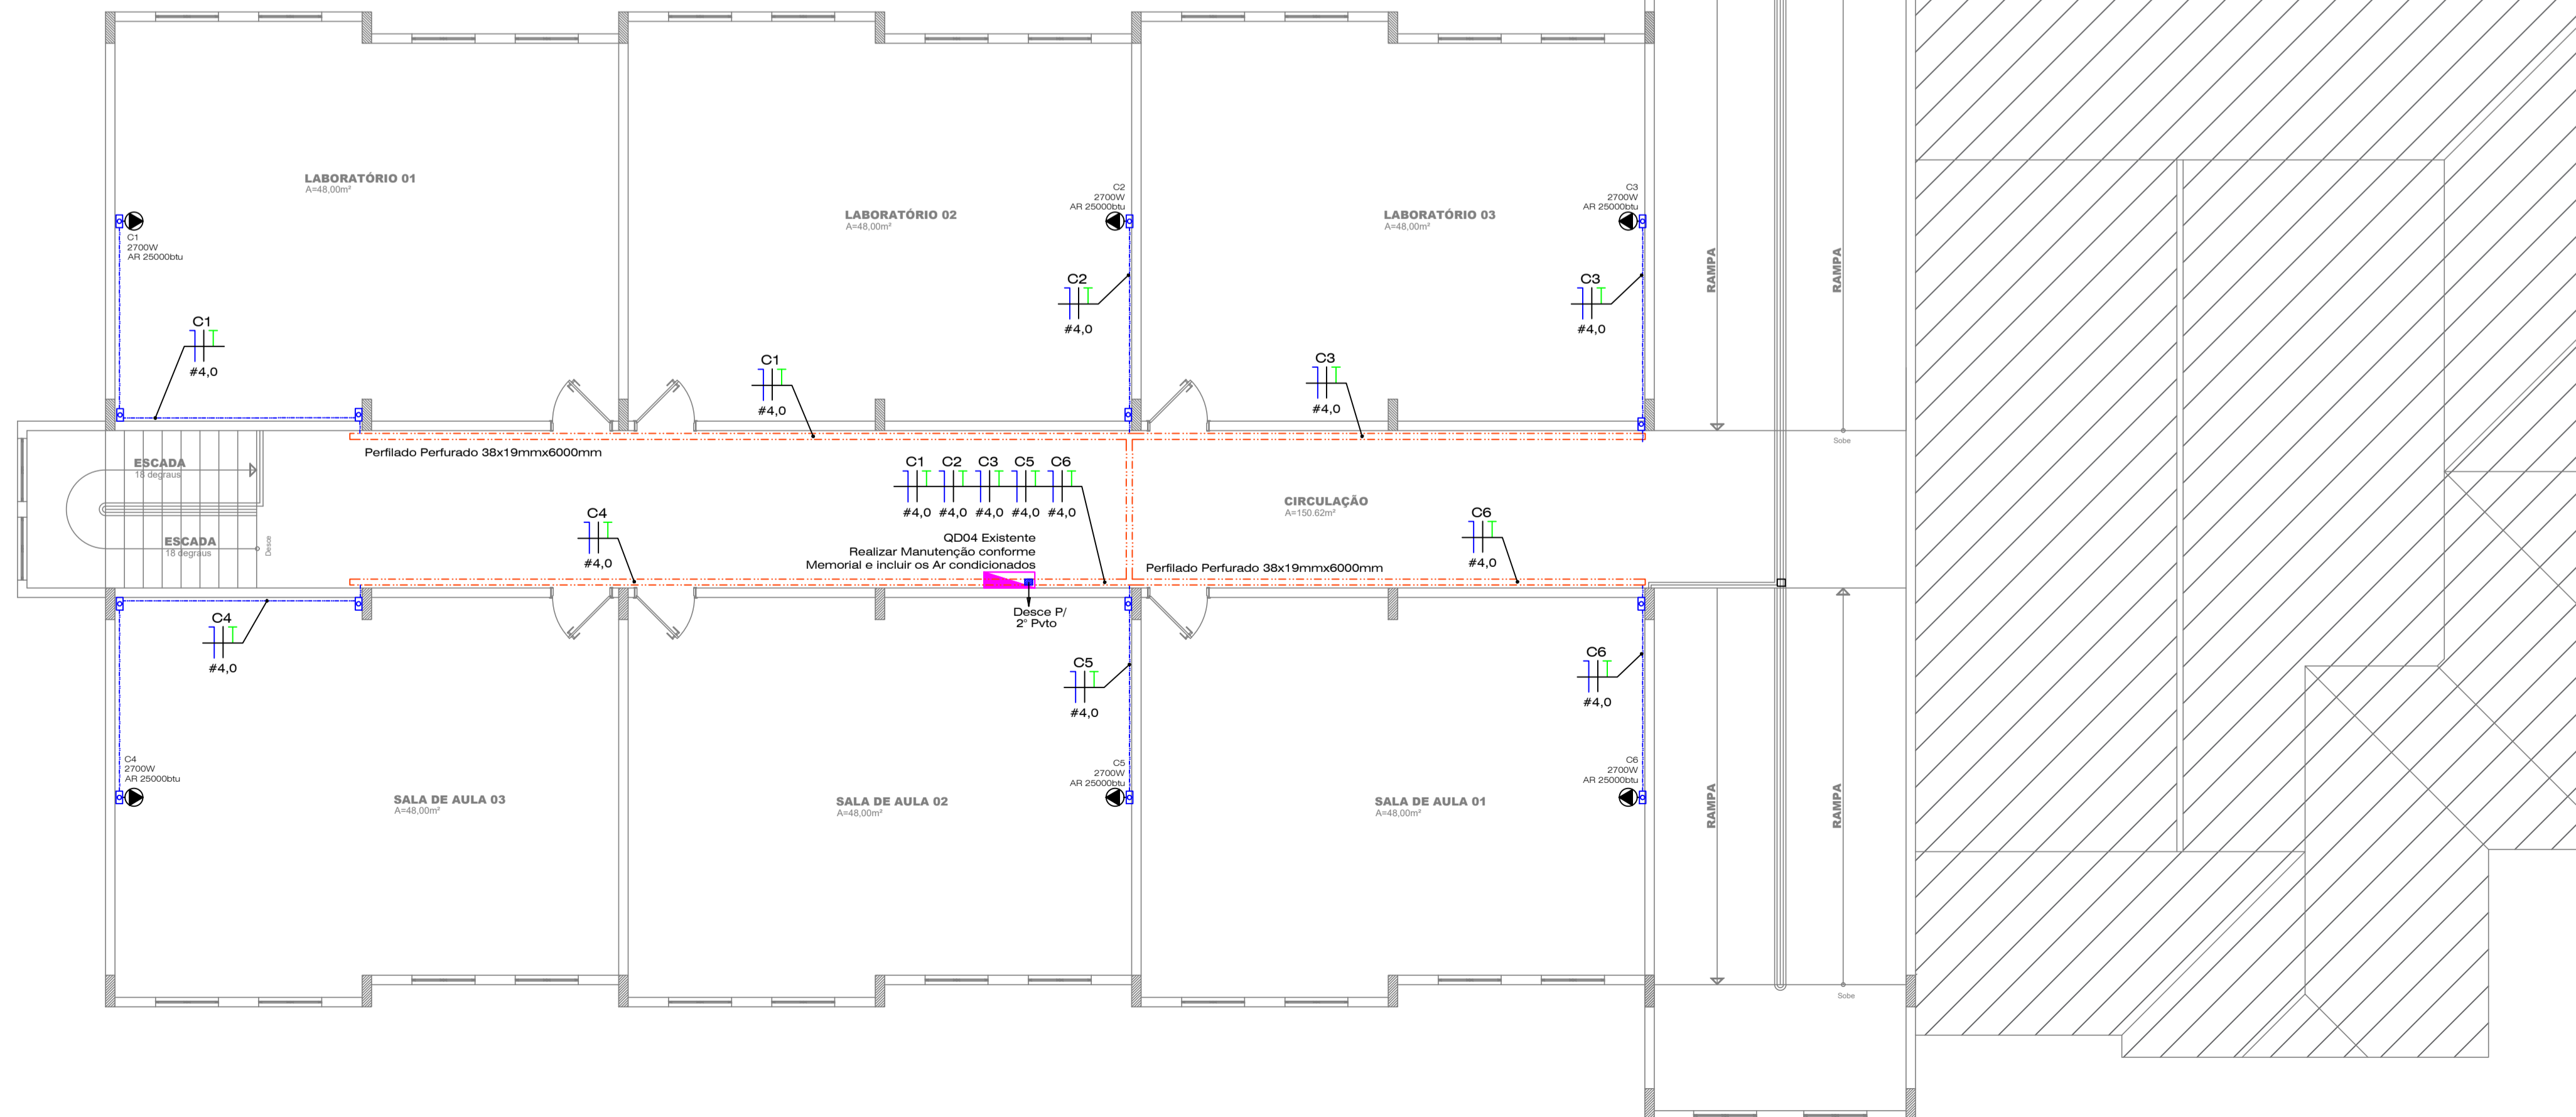 LABORATÓRIO 01
A=48,00m²
C1
2700W
AR 25000btu
C1
#4,0
LABORATÓRIO 02
A=48,00m²
C2
2700W
AR 25000btu
C2
#4,0
C1
#4,0
LABORATÓRIO 03
A=48,00m²
C3
2700W
AR 25000btu
C3
#4,0
C3
#4,0
RAMPA
RAMPA
Sobe
Perfilado Perfurado 38x19mmx6000mm
ESCADA
18 degraus
ESCADA
18 degraus
Desce
C1 C2 C3 C5 C6
#4,0 #4,0 #4,0 #4,0 #4,0
C4
#4,0
QD04 Existente
Realizar Manutenção conforme
Memorial e incluir os Ar condicionados
CIRCULAÇÃO
A=150.62m²
C6
#4,0
Perfilado Perfurado 38x19mmx6000mm
Desce P/
2° Pvto
C4
#4,0
C4
2700W
AR 25000btu
SALA DE AULA 03
A=48,00m²
C5
#4,0
C5
2700W
AR 25000btu
SALA DE AULA 02
A=48,00m²
C6
#4,0
C6
2700W
AR 25000btu
SALA DE AULA 01
A=48,00m²
RAMPA
RAMPA
Sobe